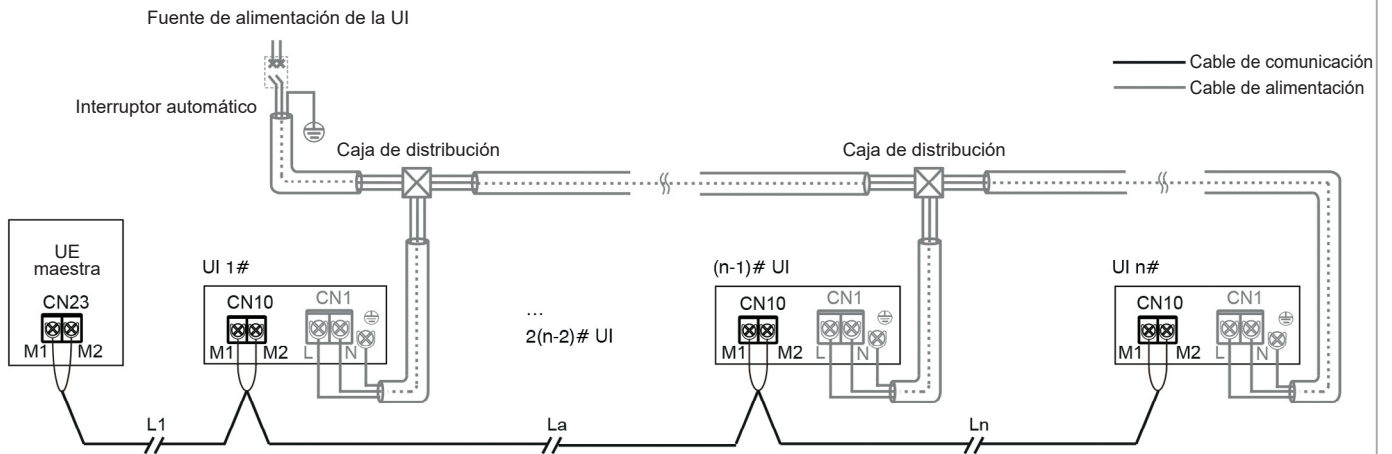 Fuente de alimentación de la UI
Cable de comunicación
Cable de alimentación
Interruptor automático
Caja de distribución
Caja de distribución
UE
maestra
CN23
M1 M2
UI 1#
CN10 CN1
M1 M2 L N
...
2(n-2)# UI
(n-1)# UI
CN10 CN1
M1 M2 L N
UI n#
CN10 CN1
M1 M2 L N
L1
La
Ln